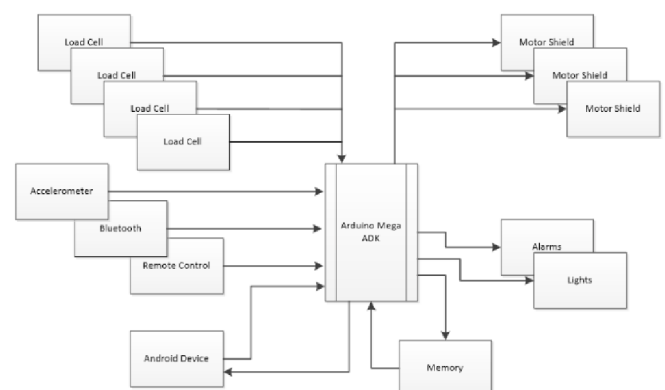 Load Cell
Load Cell
Load Cell
Load Cell
Motor Shield
Motor Shield
Motor Shield
Accelerometer
Bluetooth
Remote Control
Android Device
Arduino Mega
ADK
Alarms
Lights
Memory